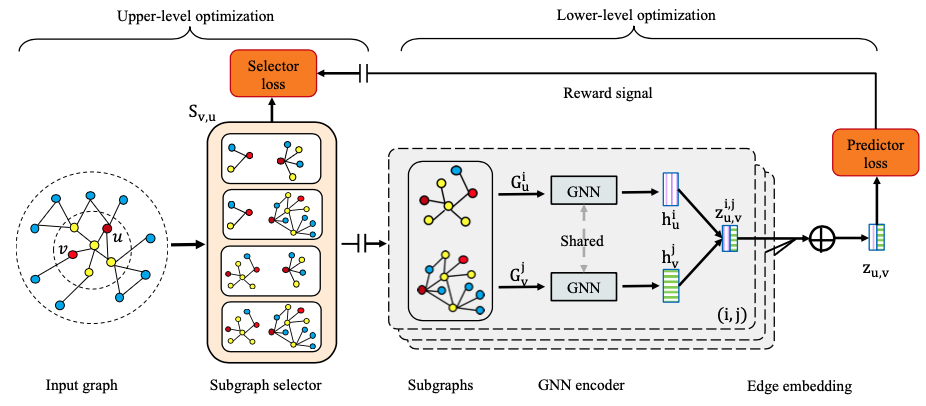 Upper-level optimization
Lower-level optimization
Selector
loss
Reward signal
S_{v,u}
Predictor
loss
G_u^i
GNN
h_u^i
z_{u,v}^{i,j}
u
v
Shared
G_v^j
GNN
h_v^j
z_{u,v}
(i, j)
Input graph
Subgraph selector
Subgraphs
GNN encoder
Edge embedding